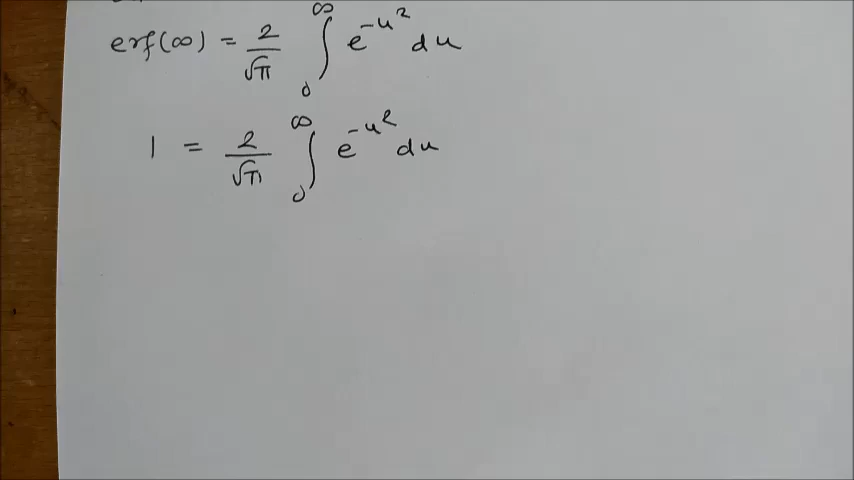 erf(∞) = 2/√π ∫₀^∞ e^{-u²} du
1 = 2/√π ∫₀^∞ e^{-u²} du